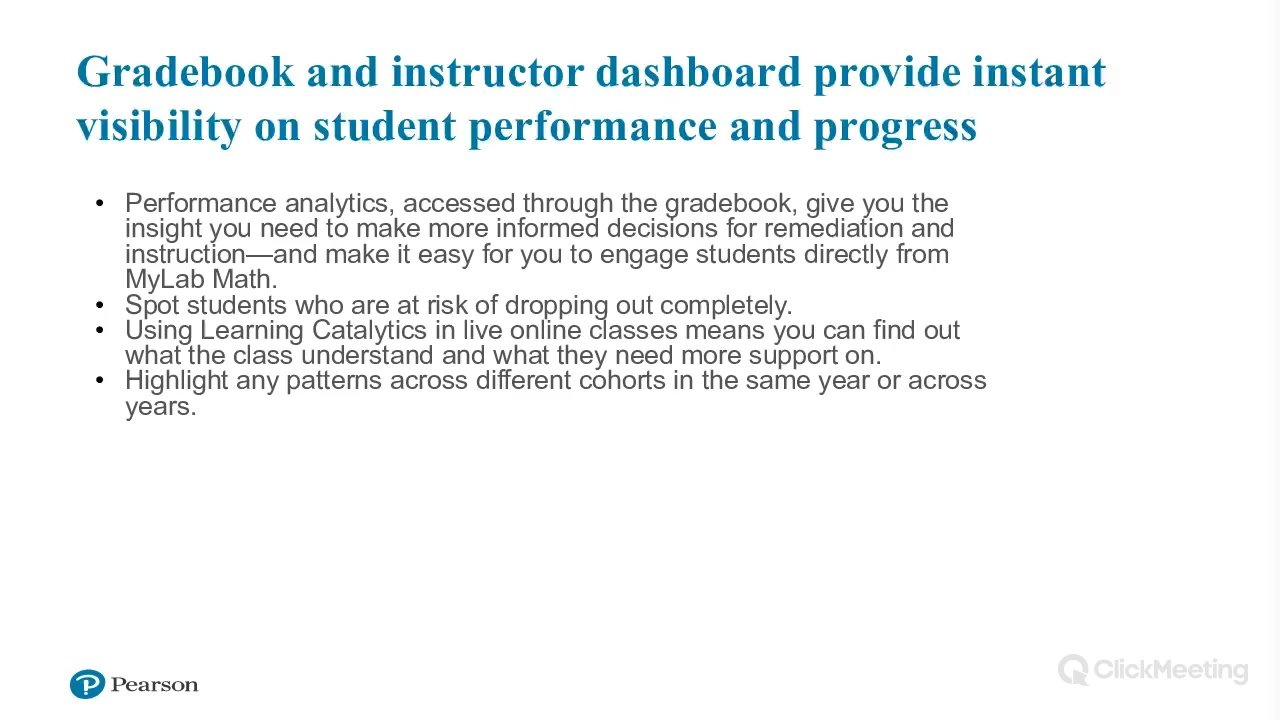 Gradebook and instructor dashboard provide instant
visibility on student performance and progress
• Performance analytics, accessed through the gradebook, give you the
insight you need to make more informed decisions for remediation and
instruction—and make it easy for you to engage students directly from
MyLab Math.
• Spot students who are at risk of dropping out completely.
• Using Learning Catalytics in live online classes means you can find out
what the class understand and what they need more support on.
• Highlight any patterns across different cohorts in the same year or across
years.
Pearson
ClickMeeting